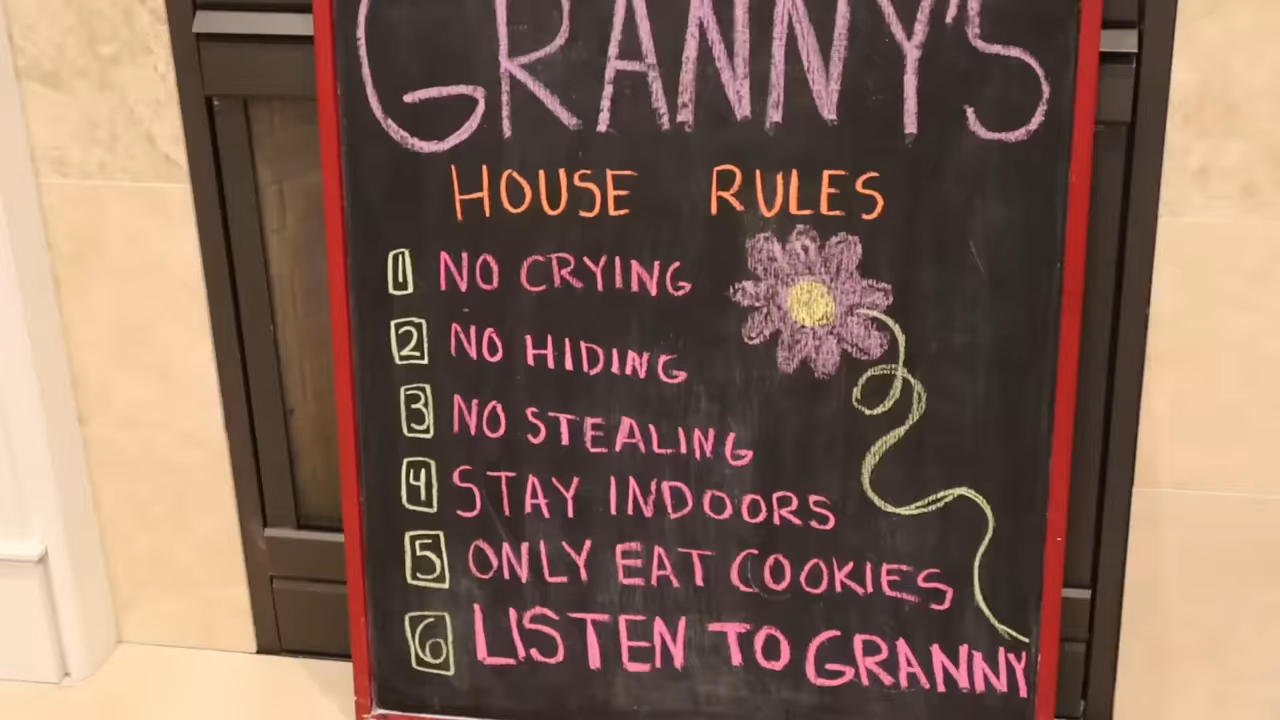 GRANNY'S
HOUSE RULES
1 NO CRYING
2 NO HIDING
3 NO STEALING
4 STAY INDOORS
5 ONLY EAT COOKIES
6 LISTEN TO GRANNY